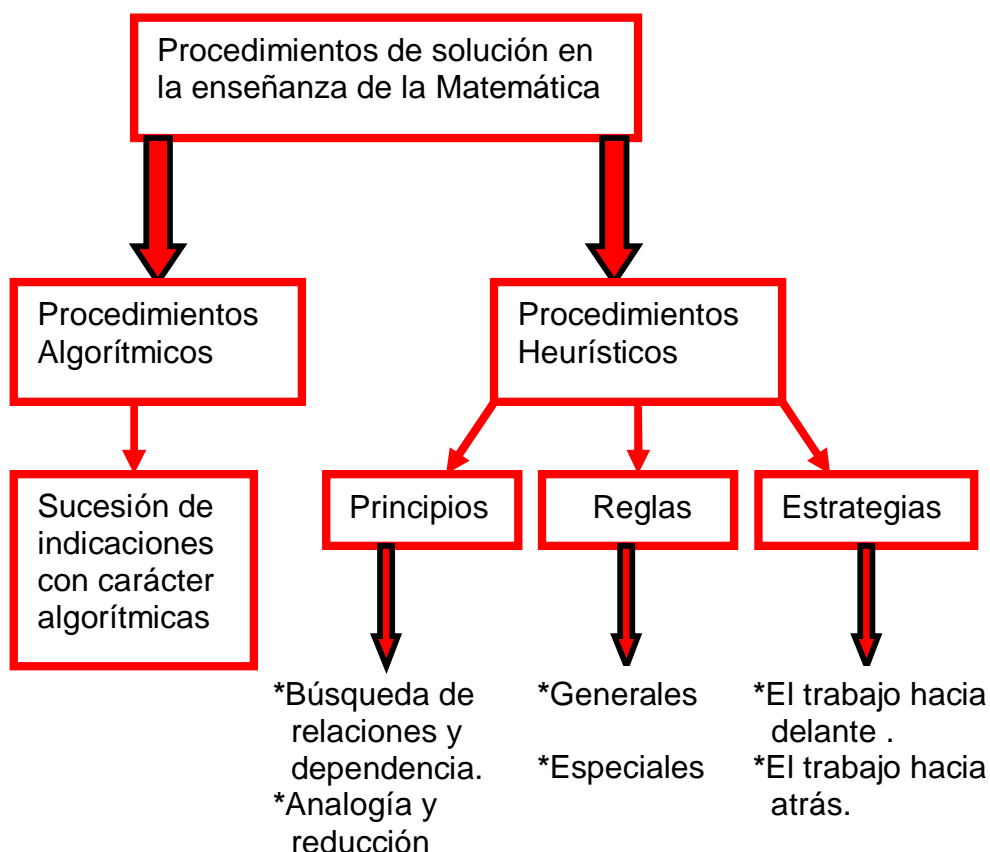 Procedimientos de solución en
la enseñanza de la Matemática
Procedimientos
Algorítmicos
Procedimientos
Heurísticos
Sucesión de
indicaciones
con carácter
algorítmicas
Principios
Reglas
Estrategias
*Búsqueda de
relaciones y
dependencia.
*Analogía y
reducción
*Generales
*Especiales
*El trabajo hacia
delante .
*El trabajo hacia
atrás.